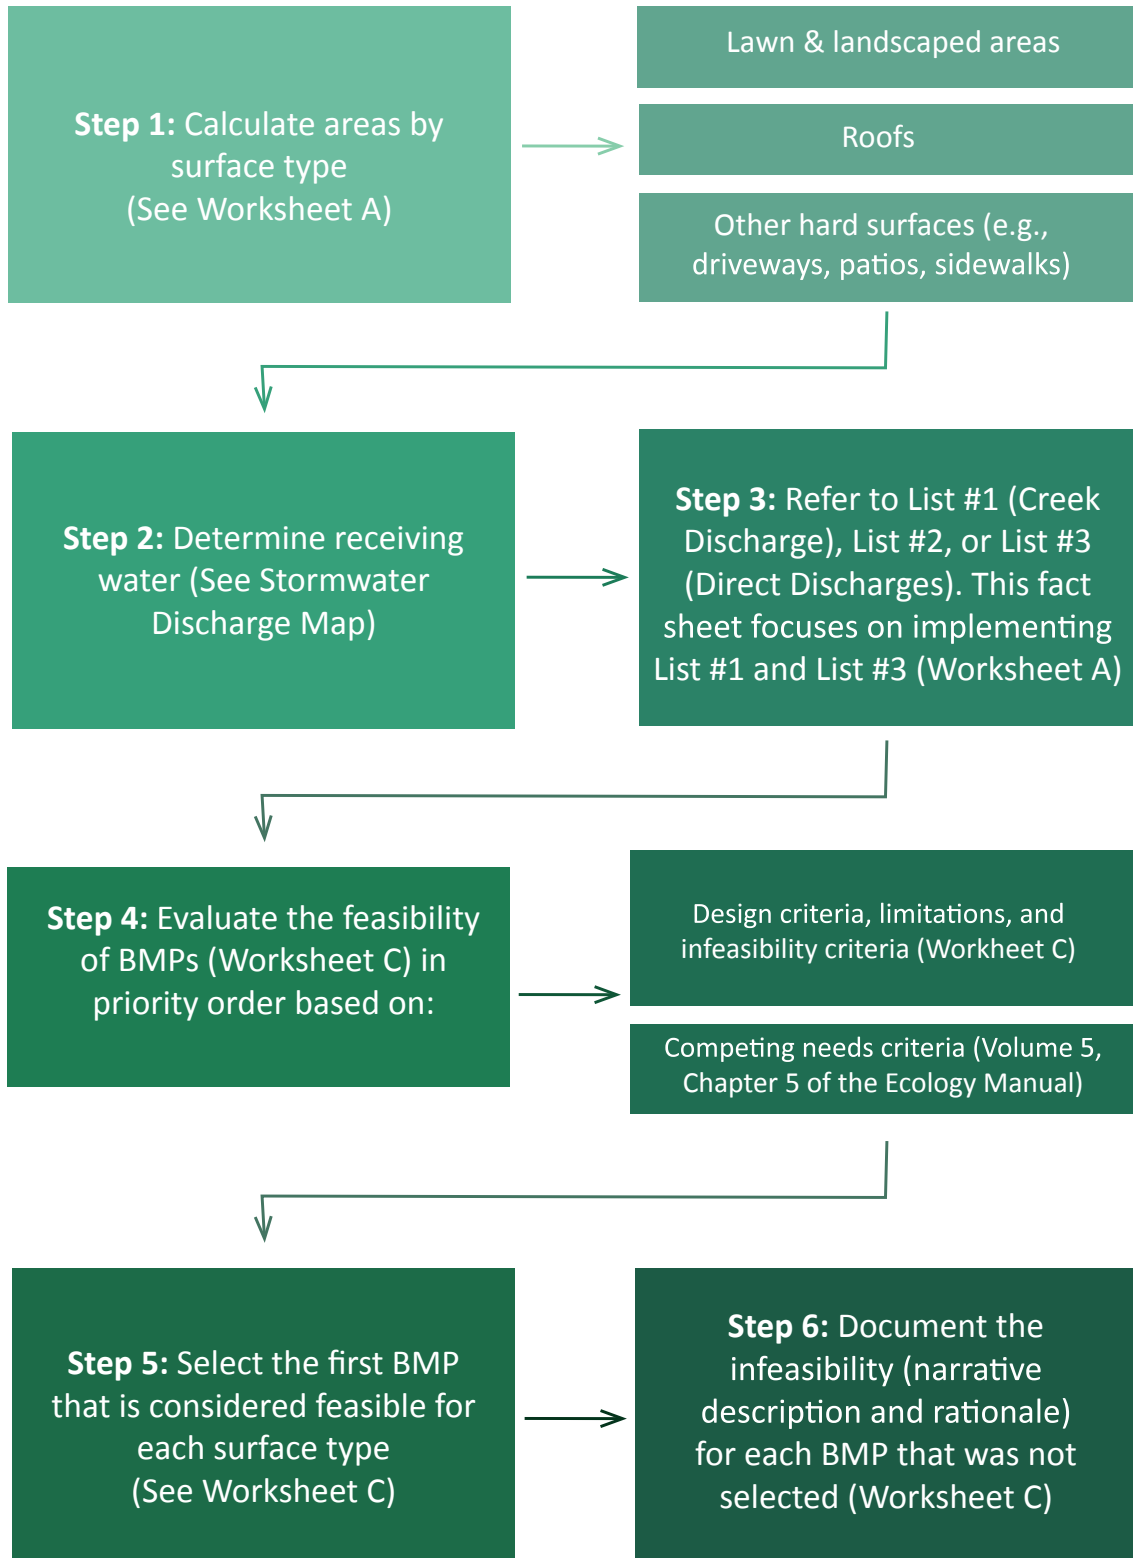 Step 1: Calculate areas by
surface type
(See Worksheet A)
Lawn & landscaped areas
Roofs
Other hard surfaces (e.g.,
driveways, patios, sidewalks)
Step 2: Determine receiving
water (See Stormwater
Discharge Map)
Step 3: Refer to List #1 (Creek
Discharge), List #2, or List #3
(Direct Discharges). This fact
sheet focuses on implementing
List #1 and List #3 (Worksheet A)
Step 4: Evaluate the feasibility
of BMPs (Worksheet C) in
priority order based on:
Design criteria, limitations, and
infeasibility criteria (Workheet C)
Competing needs criteria (Volume 5,
Chapter 5 of the Ecology Manual)
Step 5: Select the first BMP
that is considered feasible for
each surface type
(See Worksheet C)
Step 6: Document the
infeasibility (narrative
description and rationale)
for each BMP that was not
selected (Worksheet C)